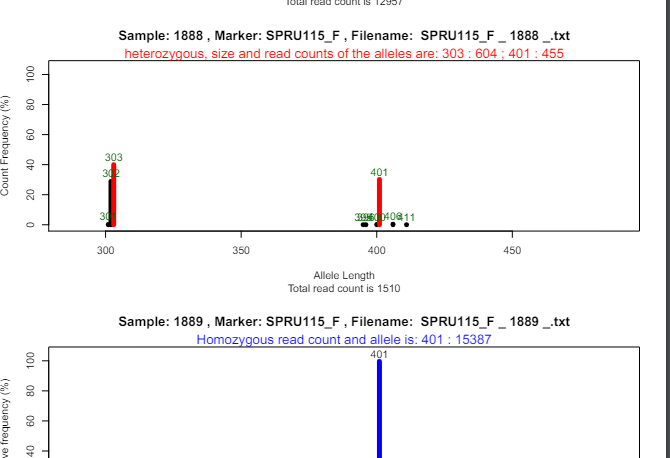 Total read count is 12957
Sample: 1888 , Marker: SPRU115_F , Filename:  SPRU115_F _ 1888 _.txt
heterozygous, size and read counts of the alleles are: 303 : 604 ; 401 : 455
Count Frequency (%)
100
80
60
40
20
0
303
302
401
406
411
300
350
400
450
Allele Length
Total read count is 1510
Sample: 1889 , Marker: SPRU115_F , Filename:  SPRU115_F _ 1889 _.txt
Homozygous read count and allele is: 401 : 15387
401
frequency (%)
100
80
60
40